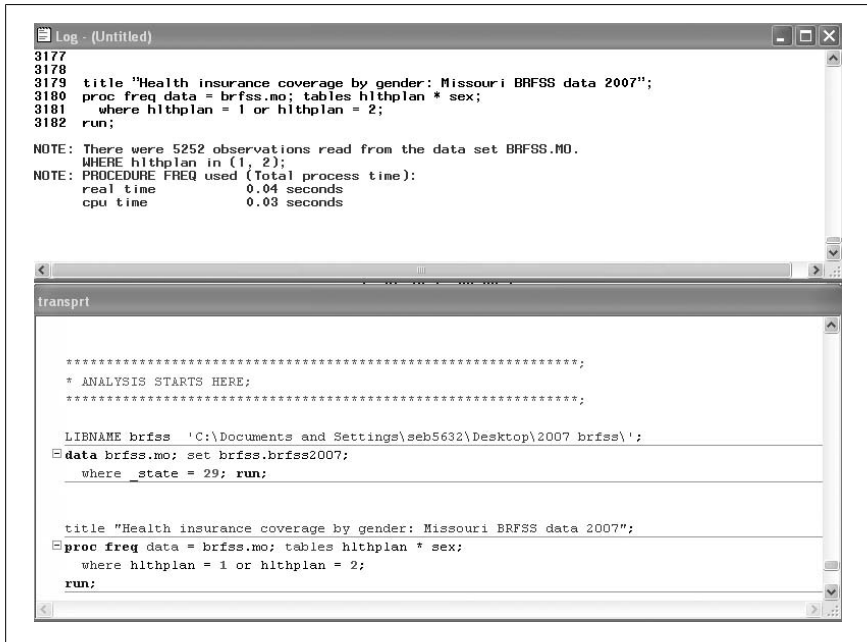 Log - (Untitled)
3177
3178
3179 title "Health insurance coverage by gender: Missouri BRFSS data 2007";
3180 proc freq data = brfss.mo; tables hlthplan * sex;
3181 where hlthplan = 1 or hlthplan = 2;
3182 run;
NOTE: There were 5252 observations read from the data set BRFSS.MO.
WHERE hlthplan in (1, 2);
NOTE: PROCEDURE FREQ used (Total process time):
real time 0.04 seconds
cpu time 0.03 seconds
transprt
***************************************************************;
* ANALYSIS STARTS HERE;
***************************************************************;
LIBNAME brfss 'C:\Documents and Settings\seb5632\Desktop\2007 brfss\';
data brfss.mo; set brfss.brfss2007;
where _state = 29; run;
title "Health insurance coverage by gender: Missouri BRFSS data 2007";
proc freq data = brfss.mo; tables hlthplan * sex;
where hlthplan = 1 or hlthplan = 2;
run;